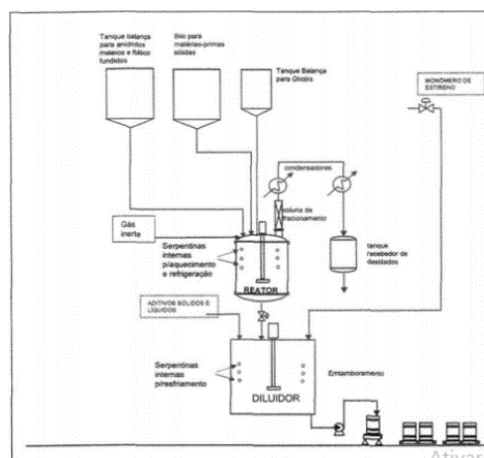 Tanque balança
para anidridos
maleico e ftálico
fundidos
Silo para
matérias-primas
sólidas
Tanque Balança
para Glicóis
MONÔMERO DE
ESTIRENO
condensadores
coluna de
fracionamento
Gás
inerte
Serpentinas
internas
p/aquecimento
e refrigeração
REATOR
tanque
recebedor de
destilados
ADITIVOS SÓLIDOS E
LÍQUIDOS
Serpentinas
internas
p/resfriamento
DILUIDOR
Emtamboramento
Ativar